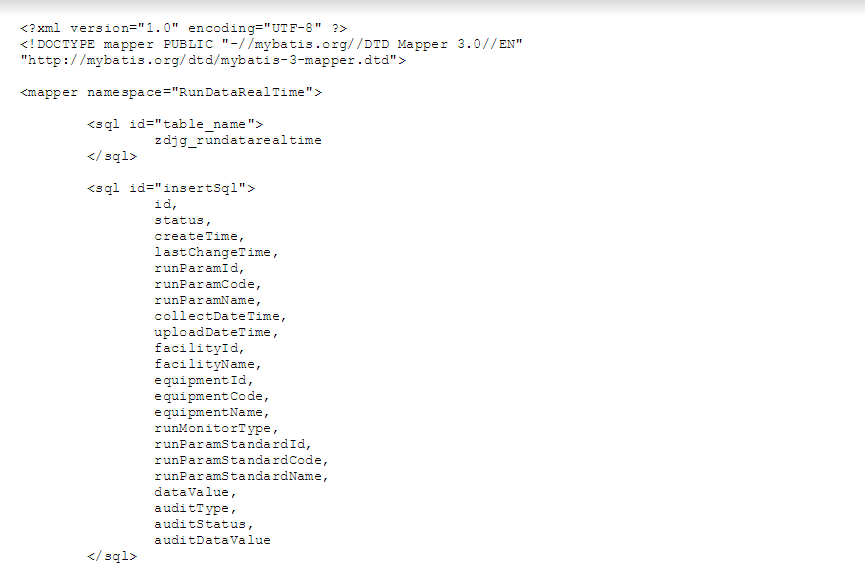 <?xml version="1.0" encoding="UTF-8" ?>
<!DOCTYPE mapper PUBLIC "-//mybatis.org//DTD Mapper 3.0//EN"
"http://mybatis.org/dtd/mybatis-3-mapper.dtd">
<mapper namespace="RunDataRealTime">
<sql id="table_name">
zdjg_rundatarealtime
</sql>
<sql id="insertSql">
id,
status,
createTime,
lastChangeTime,
runParamId,
runParamCode,
runParamName,
collectDateTime,
uploadDateTime,
facilityId,
facilityName,
equipmentId,
equipmentCode,
equipmentName,
runMonitorType,
runParamStandardId,
runParamStandardCode,
runParamStandardName,
dataValue,
auditType,
auditStatus,
auditDataValue
</sql>